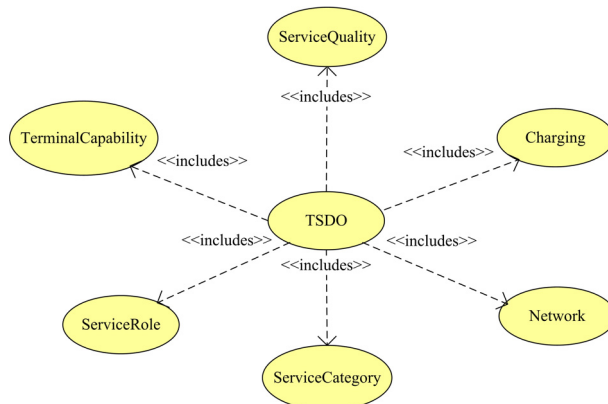 ServiceQuality
<<includes>>
TerminalCapability
<<includes>>
<<includes>>
Charging
TSDO
<<includes>>
<<includes>>
<<includes>>
ServiceRole
Network
ServiceCategory